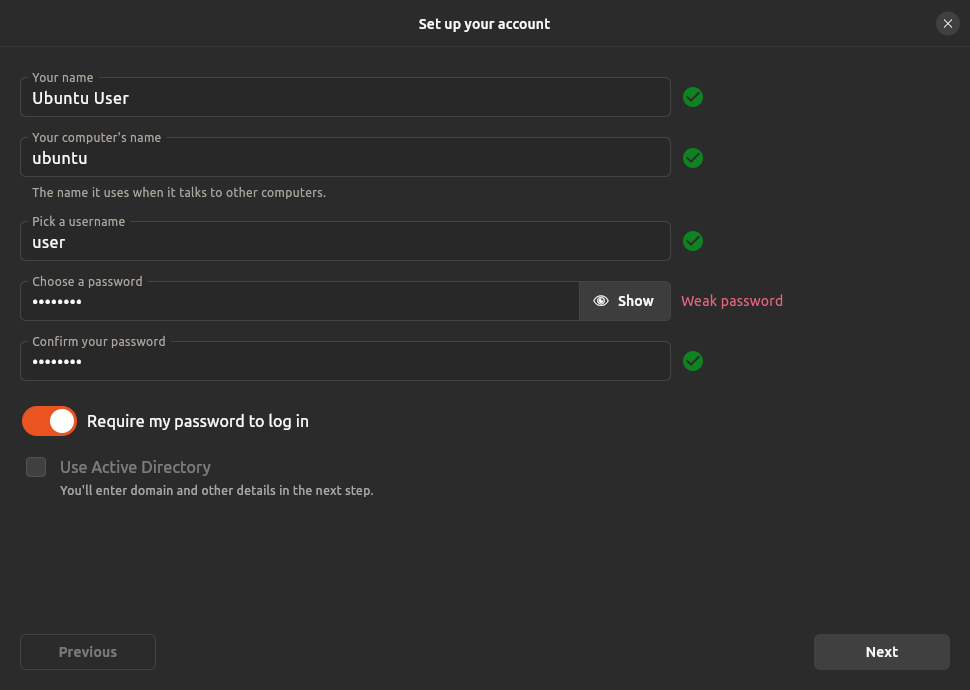 Set up your account
Your name
Ubuntu User
Your computer's name
ubuntu
The name it uses when it talks to other computers.
Pick a username
user
Choose a password
••••••••
Show
Weak password
Confirm your password
••••••••
Require my password to log in
Use Active Directory
You'll enter domain and other details in the next step.
Previous
Next